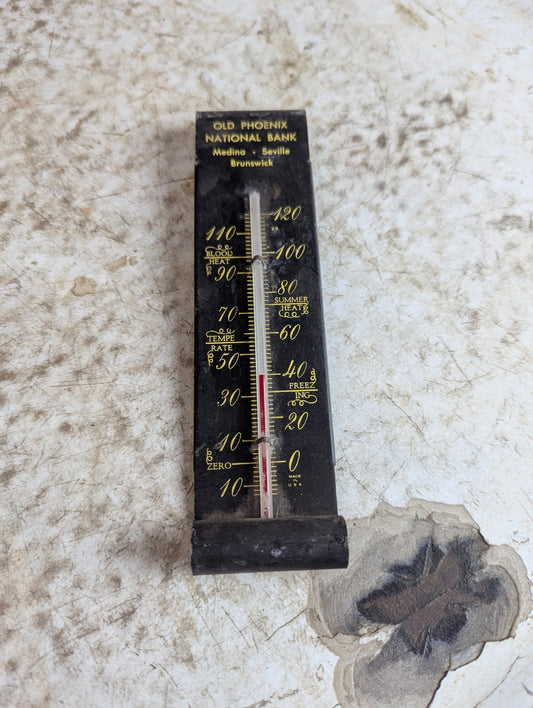 OLD PHOENIX
NATIONAL BANK
Medina - Seville
Brunswick
120
110
BLOOD
HEAT
100
90
80
SUMMER
HEAT
70
60
TEMPE
RATE
50
40
FREEZ
ING
30
20
10
ZERO
0
10
MADE
IN
U.S.A